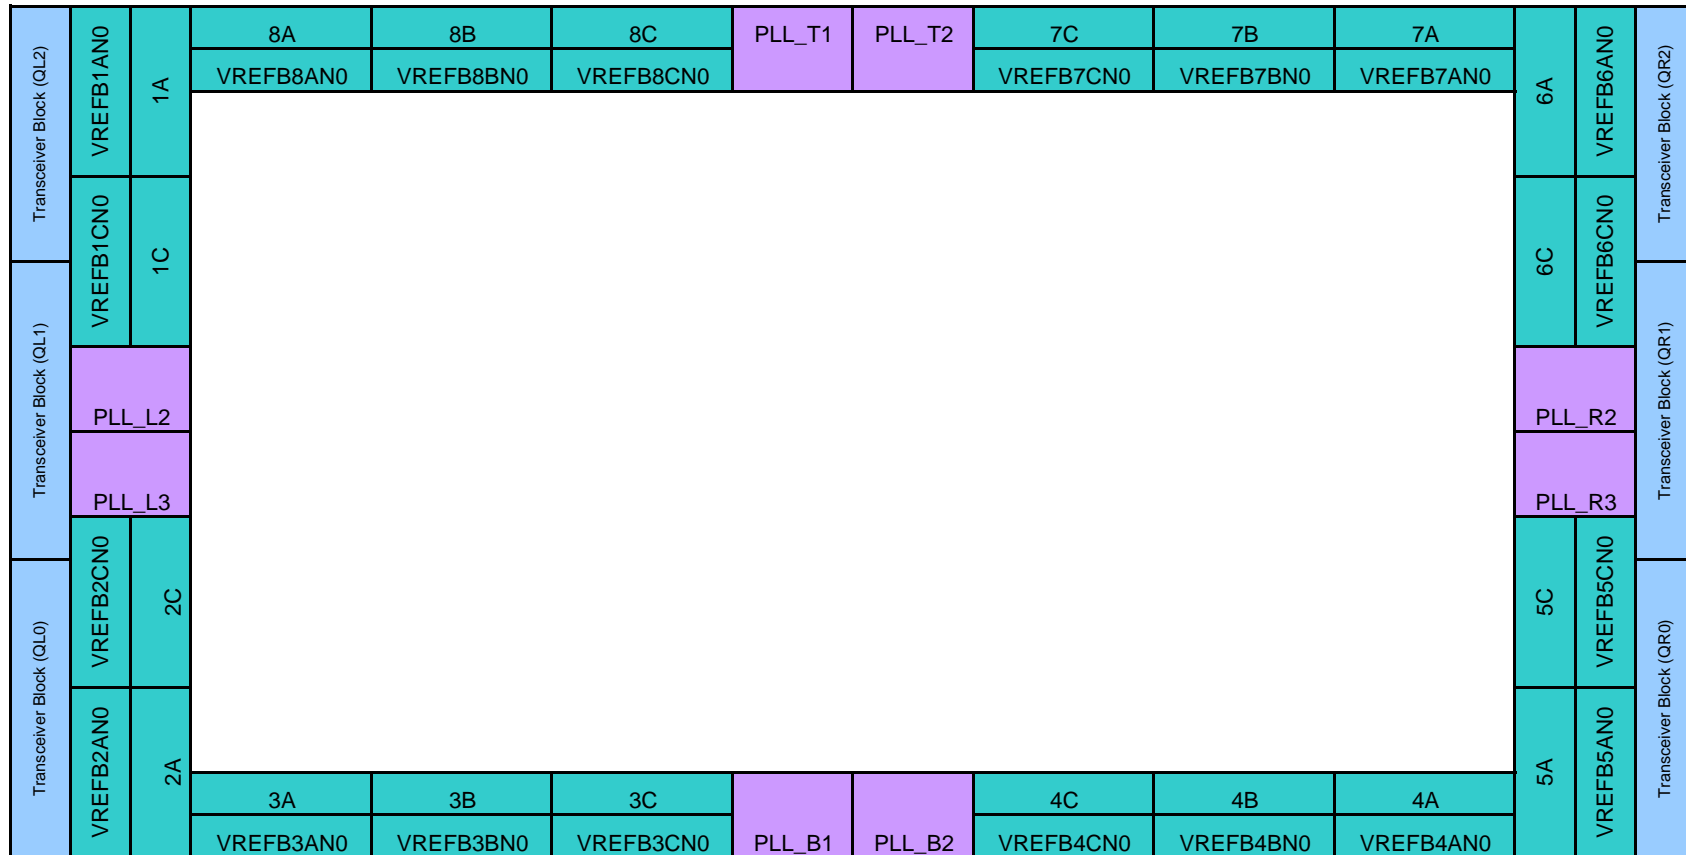 8A 8B 8C PLL_T1 PLL_T2 7C 7B 7A
VREFB8AN0 VREFB8BN0 VREFB8CN0 VREFB7CN0 VREFB7BN0 VREFB7AN0
Transceiver Block (QL2)
VREFB1AN0
1A
6A
VREFB6AN0
Transceiver Block (QR2)
VREFB1CN0
1C
6C
VREFB6CN0
Transceiver Block (QL1)
PLL_L2
PLL_R2
Transceiver Block (QR1)
PLL_L3
PLL_R3
VREFB2CN0
2C
5C
VREFB5CN0
Transceiver Block (QL0)
VREFB2AN0
2A
5A
VREFB5AN0
Transceiver Block (QR0)
3A 3B 3C 4C 4B 4A
VREFB3AN0 VREFB3BN0 VREFB3CN0 PLL_B1 PLL_B2 VREFB4CN0 VREFB4BN0 VREFB4AN0